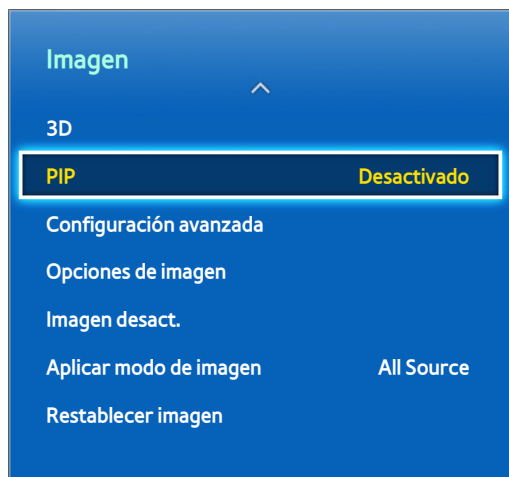 Imagen
3D
PIP Desactivado
Configuración avanzada
Opciones de imagen
Imagen desact.
Aplicar modo de imagen All Source
Restablecer imagen